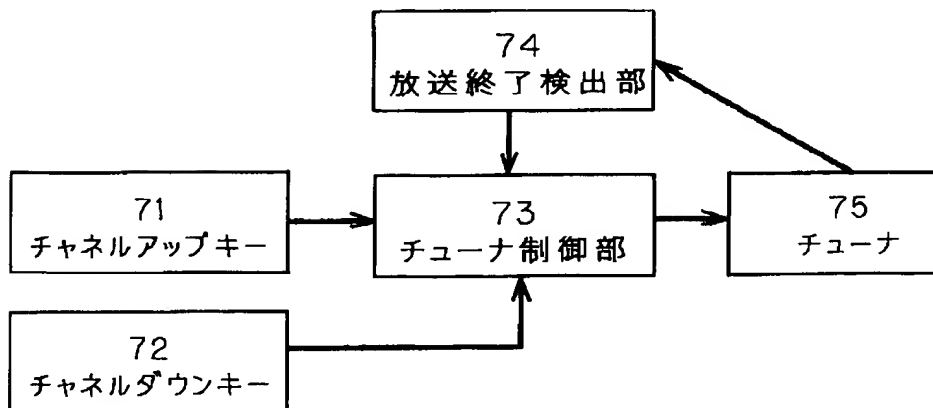 74
放送終了検出部
71
チャネルアップキー
73
チューナ制御部
75
チューナ
72
チャネルダウンキー